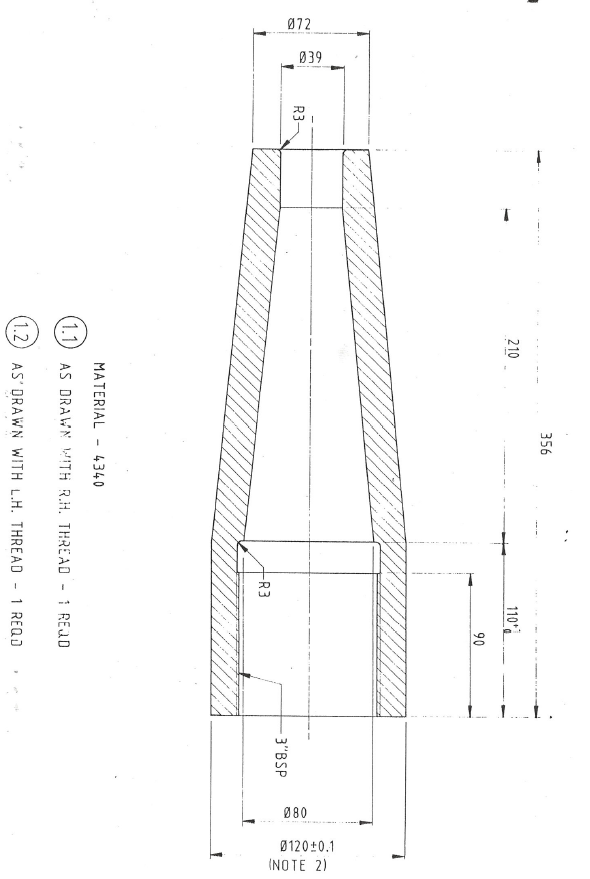 Ø72
Ø39
R3
210
356
R3
110
90
3"BSP
Ø80
Ø120±0.1
(NOTE 2)
MATERIAL - 4340
1.1 AS DRAWN WITH R.H. THREAD - 1 REQD
1.2 AS DRAWN WITH L.H. THREAD - 1 REQD